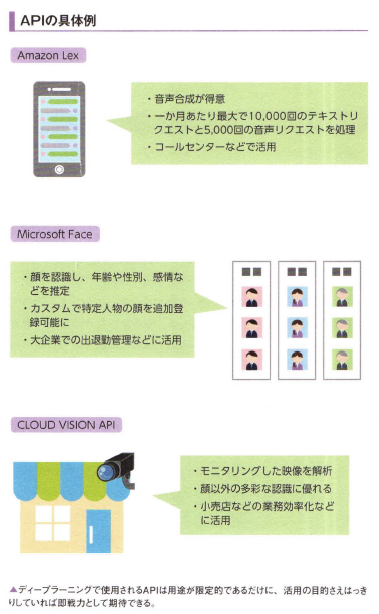 APIの具体例
Amazon Lex
・音声合成が得意
・一か月あたり最大で10,000回のテキストリ
クエストと5,000回の音声リクエストを処理
・コールセンターなどで活用
Microsoft Face
・顔を認識し、年齢や性別、感情な
どを推定
・カスタムで特定人物の顔を追加登
録可能に
・大企業での出退勤管理などに活用
CLOUD VISION API
・モニタリングした映像を解析
・顔以外の多彩な認識に優れる
・小売店などの業務効率化など
に活用
▲ディープラーニングで使用されるAPIは用途が限定的であるだけに、活用の目的さえはっき
りしていれば即戦力として期待できる。